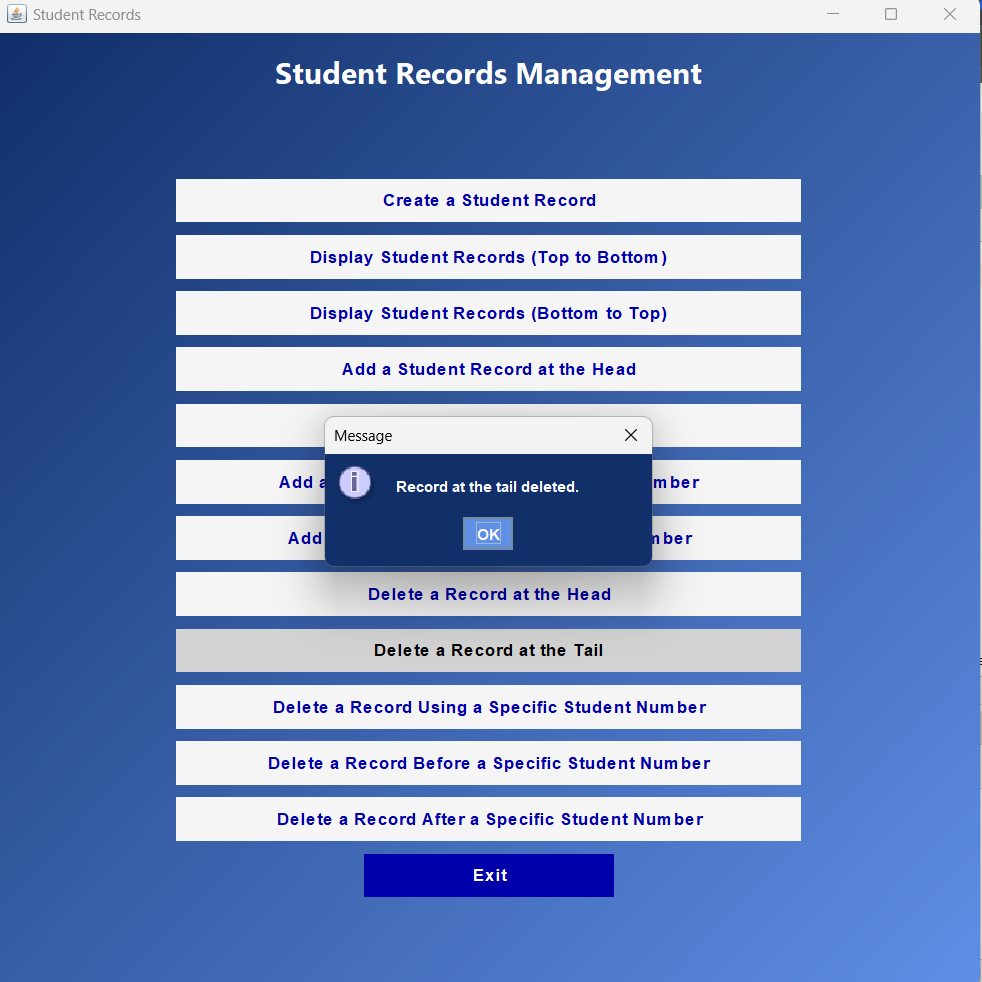 Student Records
Student Records Management
Create a Student Record
Display Student Records (Top to Bottom)
Display Student Records (Bottom to Top)
Add a Student Record at the Head
Message
Record at the tail deleted.
OK
Add
Add
Delete a Record at the Head
Delete a Record at the Tail
Delete a Record Using a Specific Student Number
Delete a Record Before a Specific Student Number
Delete a Record After a Specific Student Number
Exit